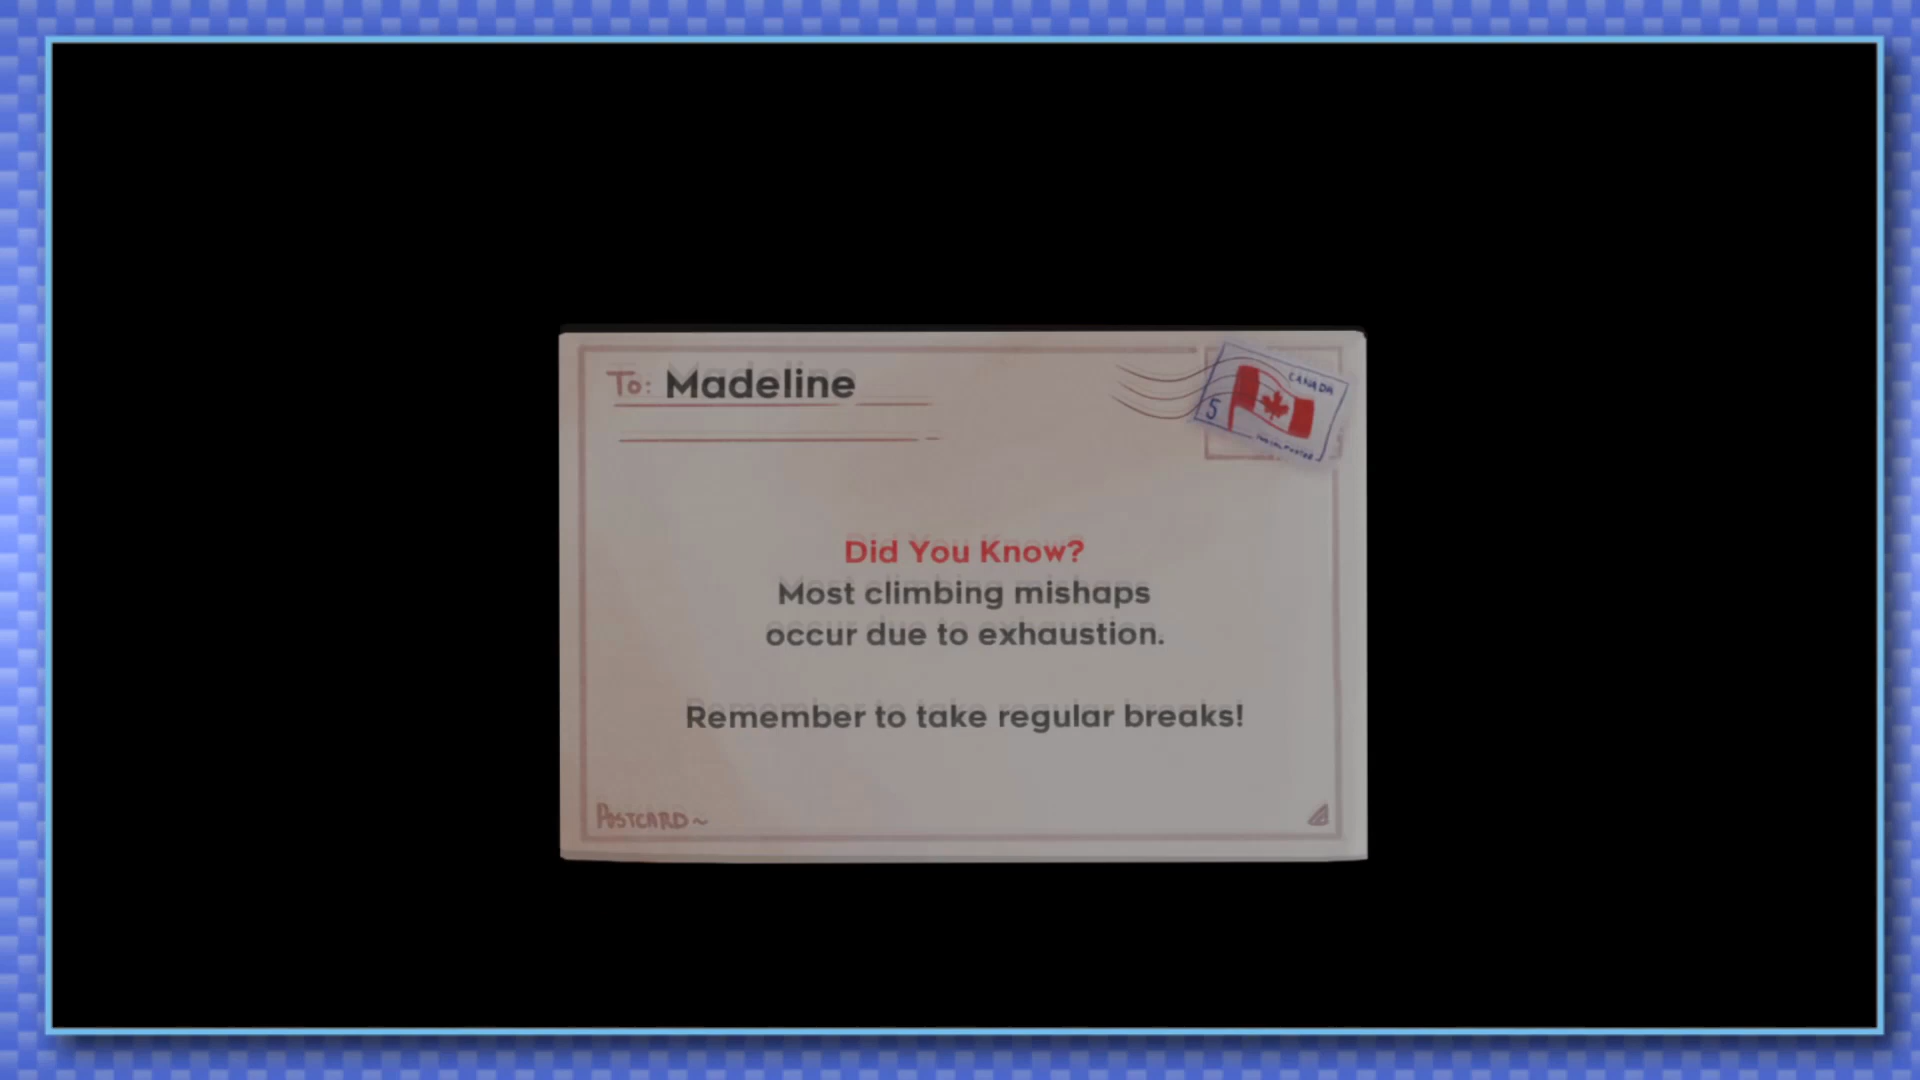 To: Madeline
CANADA
5
Did You Know?
Most climbing mishaps
occur due to exhaustion.
Remember to take regular breaks!
POSTCARD~